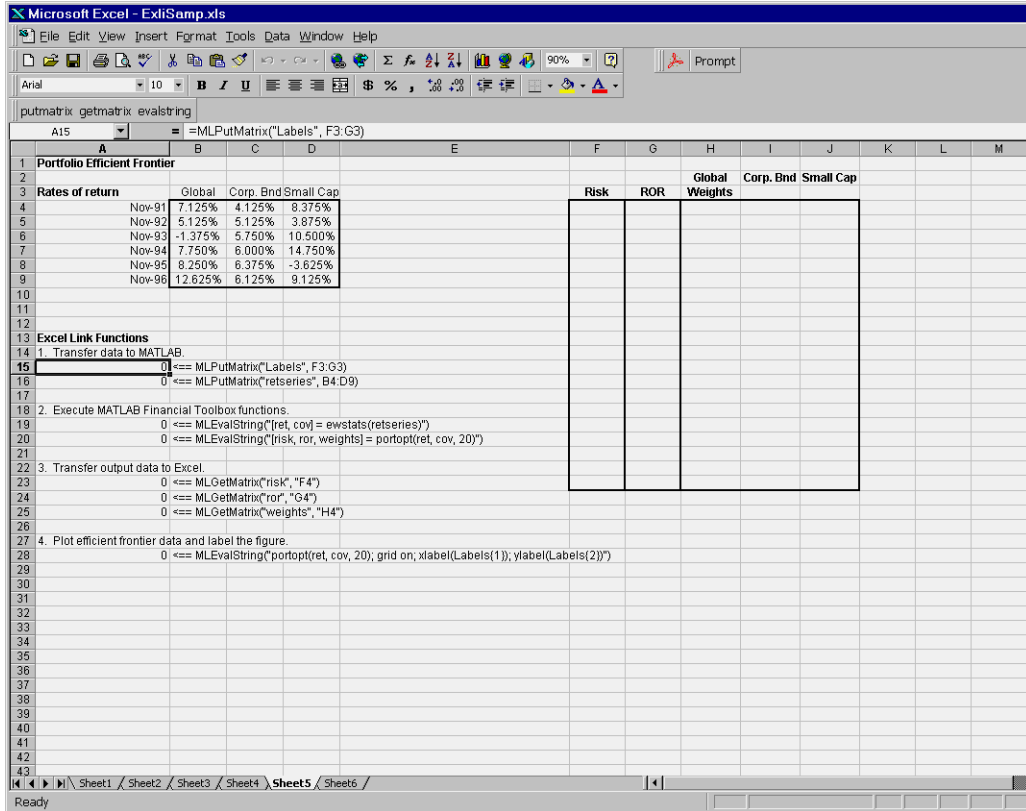 Microsoft Excel - ExliSamp.xls
File Edit View Insert Format Tools Data Window Help
90% Prompt
Arial 10 B I U $ % ,
putmatrix getmatrix evalstring
A15 = =MLPutMatrix("Labels", F3:G3)
A B C D E F G H I J K L M
1 Portfolio Efficient Frontier
2 Global Corp. Bnd Small Cap
3 Rates of return Global Corp. Bnd Small Cap Risk ROR Weights
4 Nov-91 7.125% 4.125% 8.375%
5 Nov-92 5.125% 5.125% 3.875%
6 Nov-93 -1.375% 5.750% 10.500%
7 Nov-94 7.750% 6.000% 14.750%
8 Nov-95 8.250% 6.375% -3.625%
9 Nov-96 12.625% 6.125% 9.125%
10
11
12
13 Excel Link Functions
14 1. Transfer data to MATLAB.
15 0 <== MLPutMatrix("Labels", F3:G3)
16 0 <== MLPutMatrix("retseries", B4:D9)
17
18 2. Execute MATLAB Financial Toolbox functions.
19 0 <== MLEvalString("[ret, cov] = ewstats(retseries)")
20 0 <== MLEvalString("[risk, ror, weights] = portopt(ret, cov, 20)")
21
22 3. Transfer output data to Excel.
23 0 <== MLGetMatrix("risk", "F4")
24 0 <== MLGetMatrix("ror", "G4")
25 0 <== MLGetMatrix("weights", "H4")
26
27 4. Plot efficient frontier data and label the figure.
28 0 <== MLEvalString("portopt(ret, cov, 20); grid on; xlabel(Labels{1}); ylabel(Labels{2})")
29
30
31
32
33
34
35
36
37
38
39
40
41
42
43
Sheet1 Sheet2 Sheet3 Sheet4 Sheet5 Sheet6
Ready